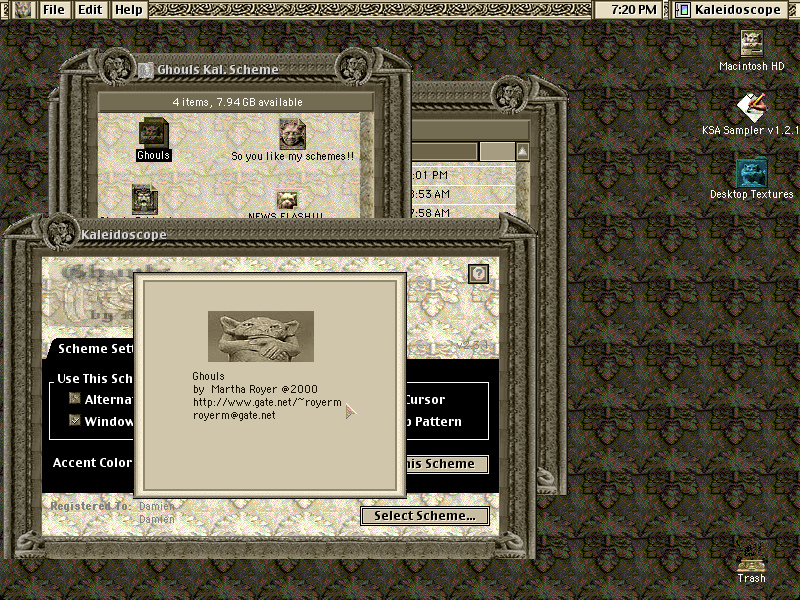 File Edit Help
7:20 PM
Kaleidoscope
Macintosh HD
KSA Sampler v1.2.1
Desktop Textures
Ghouls Kal. Scheme
4 items, 7.94 GB available
Ghouls
So you like my schemes!!
NEWS FLASH!!!
:01 PM
:53 AM
:58 AM
Kaleidoscope
Ghouls
by
?
Scheme Set
Use This Sch
Alterna
Cursor
Window
Pattern
Accent Color
his Scheme
Ghouls
by Martha Royer @2000
http://www.gate.net/~royerm
royerm@gate.net
Registered To: Damien
Damien
Select Scheme...
Trash